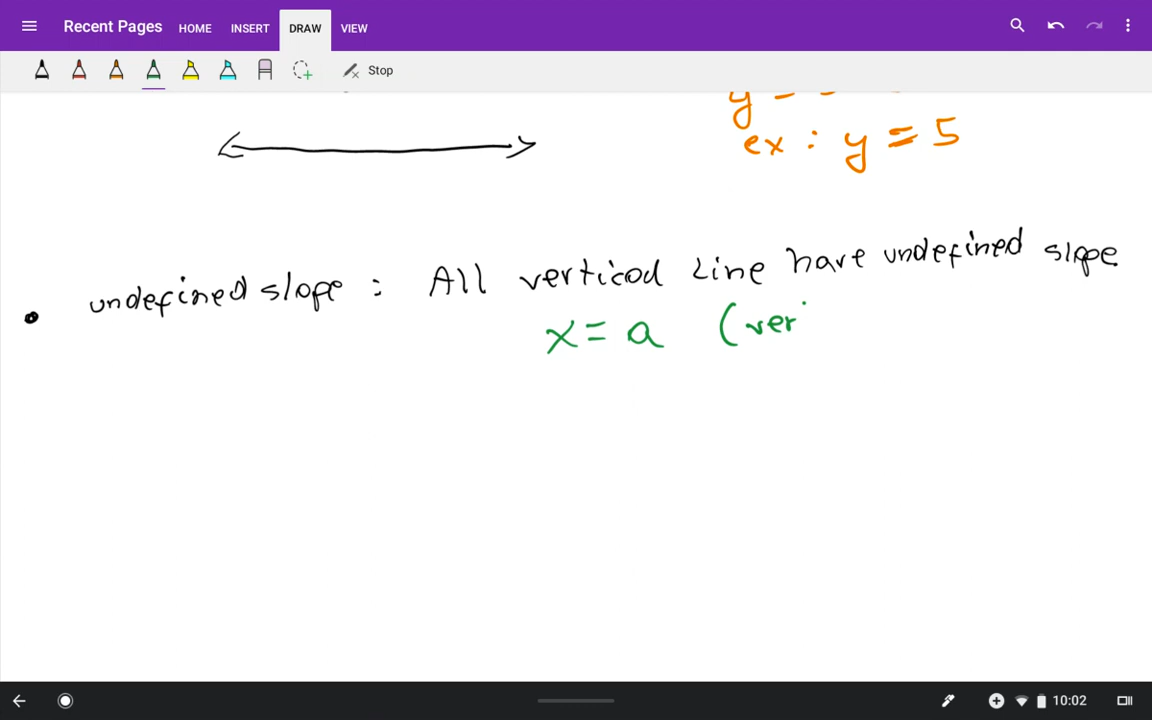 Recent Pages HOME INSERT DRAW VIEW
Stop
ex : y = 5
undefined slope : All vertical Line have undefined slope
x = a (ver
10:02